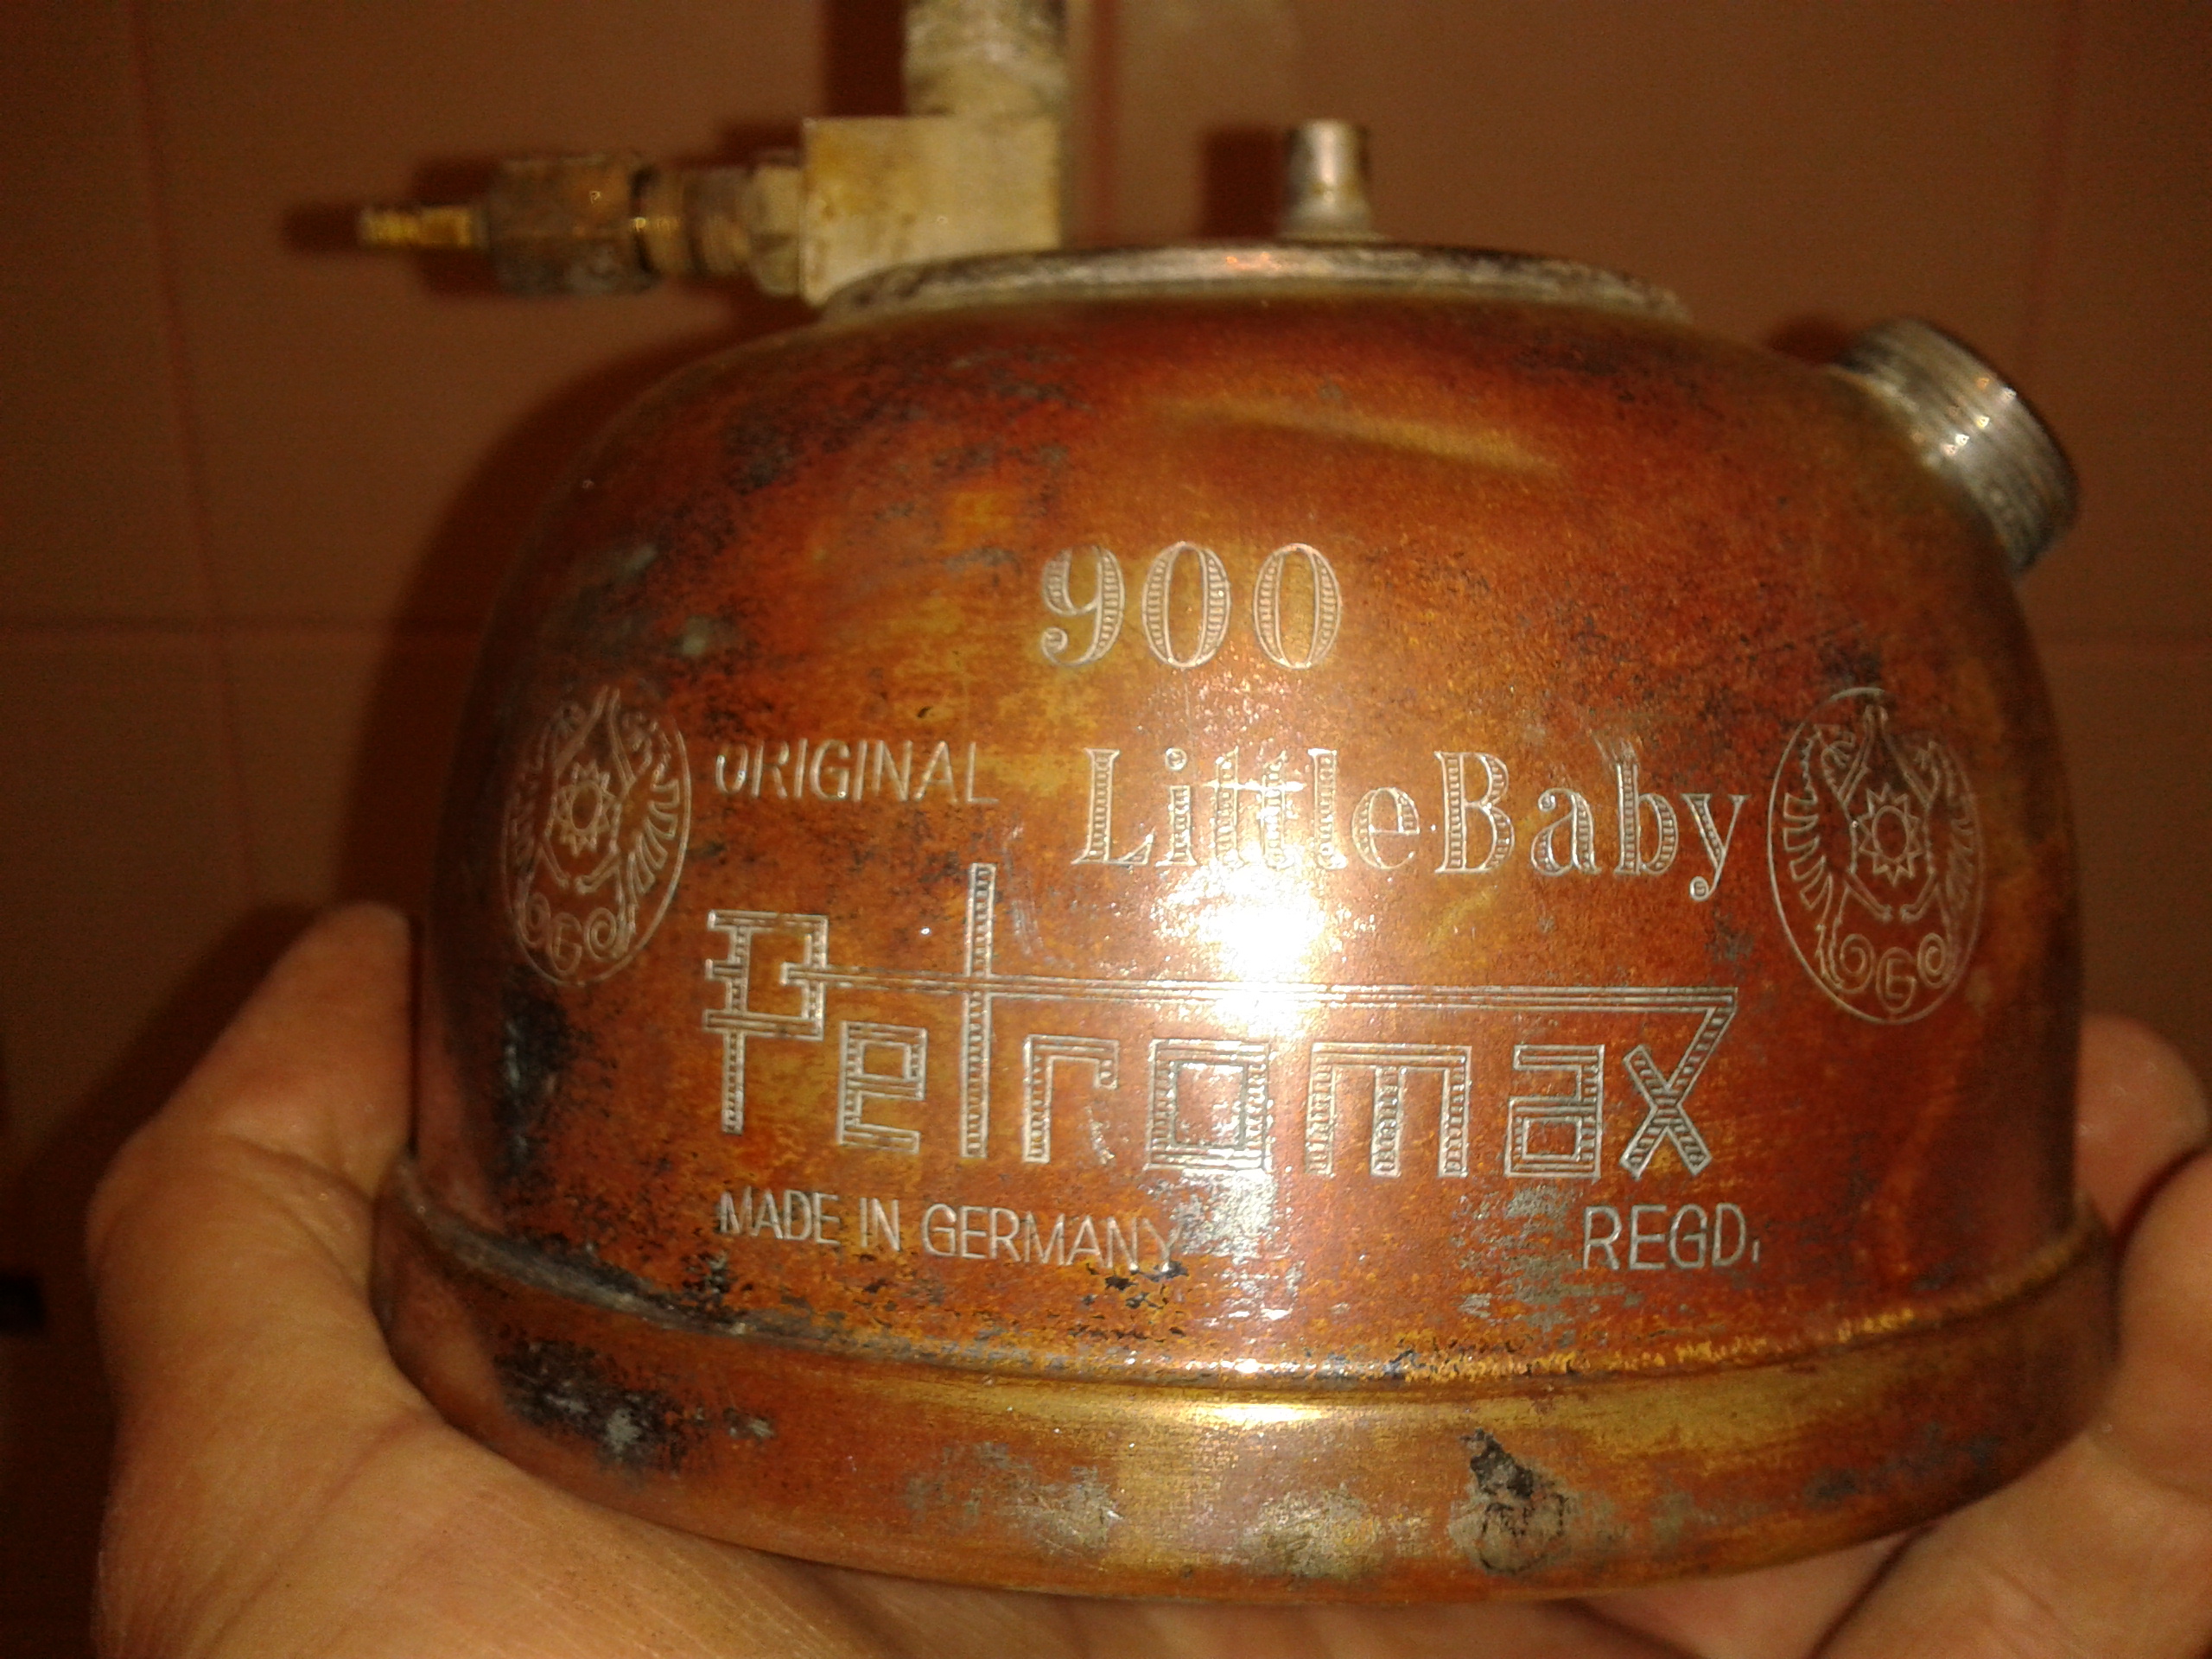 900
ORIGINAL LittleBaby
Petromax
MADE IN GERMANY REGD.